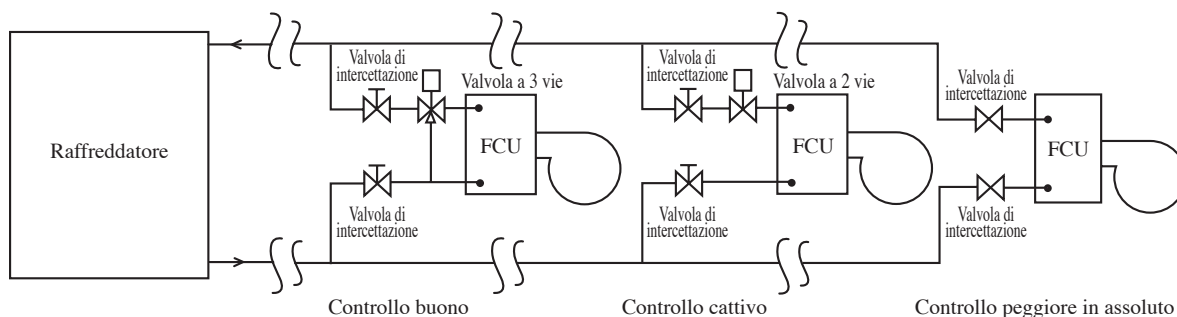 Raffreddatore
Valvola di
intercettazione
Valvola a 3 vie
FCU
Valvola di
intercettazione
Controllo buono
Valvola di
intercettazione
Valvola a 2 vie
FCU
Valvola di
intercettazione
Controllo cattivo
Valvola di
intercettazione
FCU
Valvola di
intercettazione
Controllo peggiore in assoluto